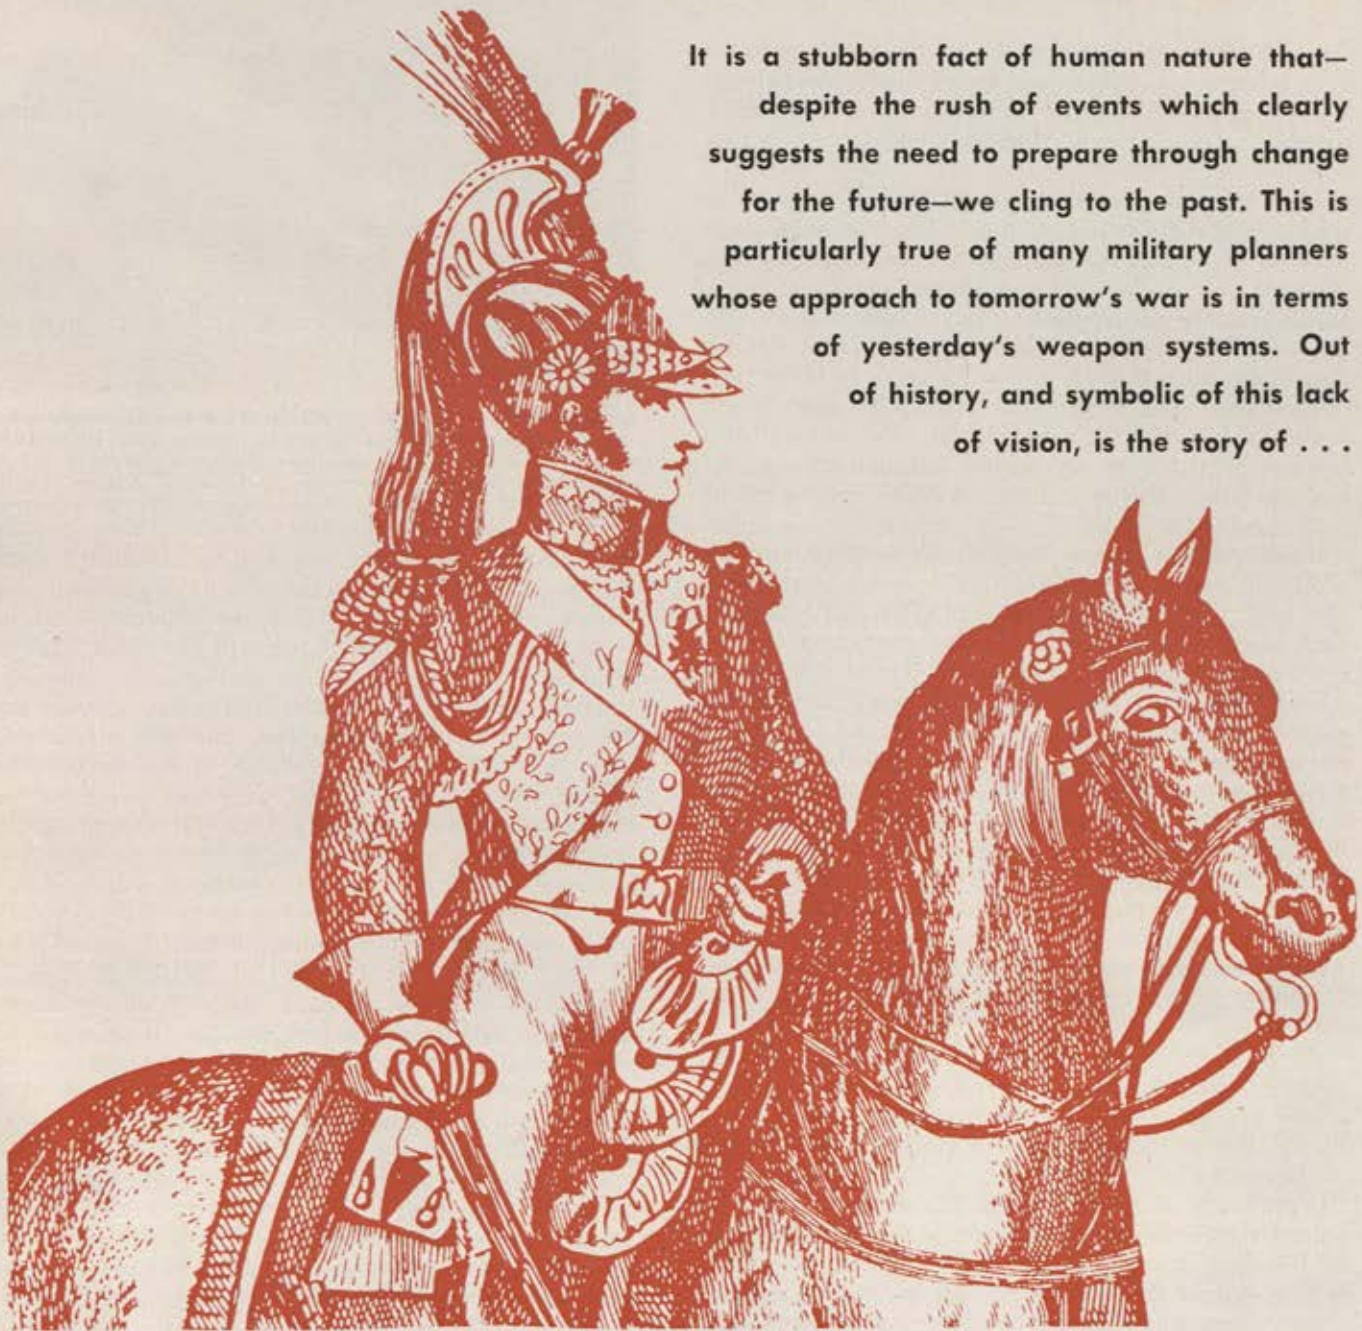 It is a stubborn fact of human nature that—
despite the rush of events which clearly
suggests the need to prepare through change
for the future—we cling to the past. This is
particularly true of many military planners
whose approach to tomorrow's war is in terms
of yesterday's weapon systems. Out
of history, and symbolic of this lack
of vision, is the story of . . .